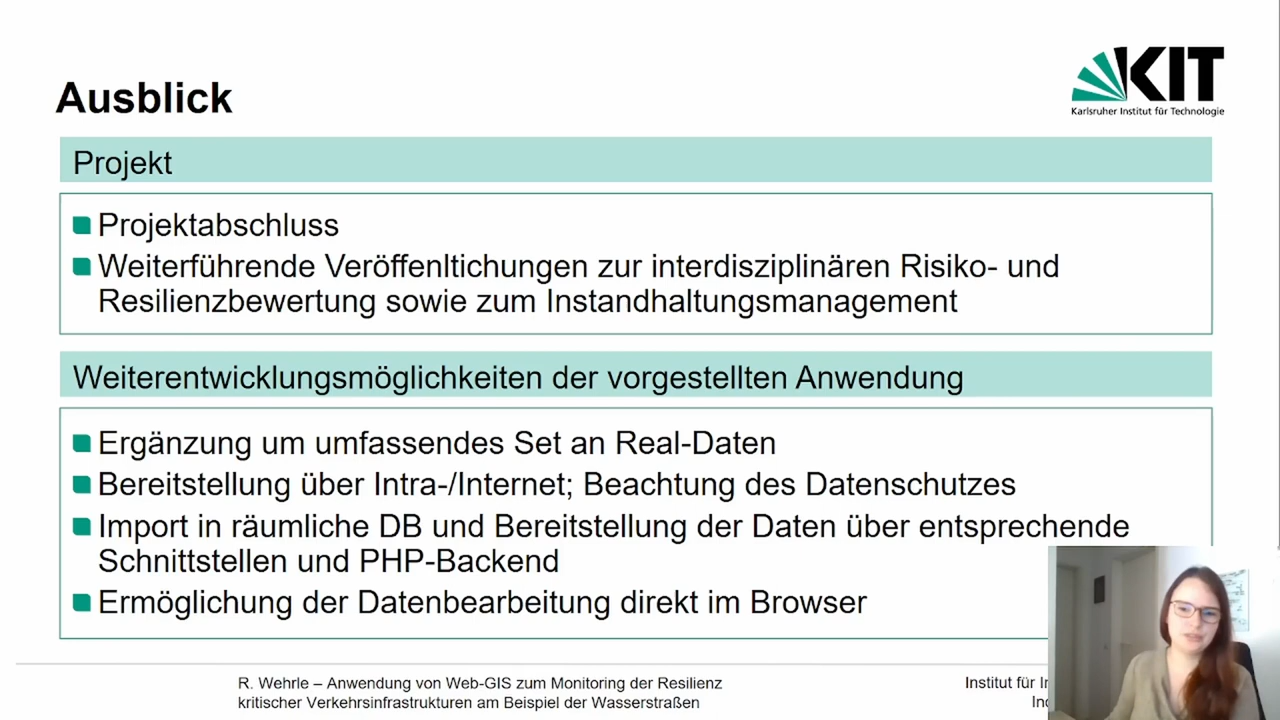 KIT
Karlsruher Institut für Technologie
Ausblick
Projekt
Projektabschluss
Weiterführende Veröffenltichungen zur interdisziplinären Risiko- und
Resilienzbewertung sowie zum Instandhaltungsmanagement
Weiterentwicklungsmöglichkeiten der vorgestellten Anwendung
Ergänzung um umfassendes Set an Real-Daten
Bereitstellung über Intra-/Internet; Beachtung des Datenschutzes
Import in räumliche DB und Bereitstellung der Daten über entsprechende
Schnittstellen und PHP-Backend
Ermöglichung der Datenbearbeitung direkt im Browser
R. Wehrle – Anwendung von Web-GIS zum Monitoring der Resilienz
kritischer Verkehrsinfrastrukturen am Beispiel der Wasserstraßen
Institut für